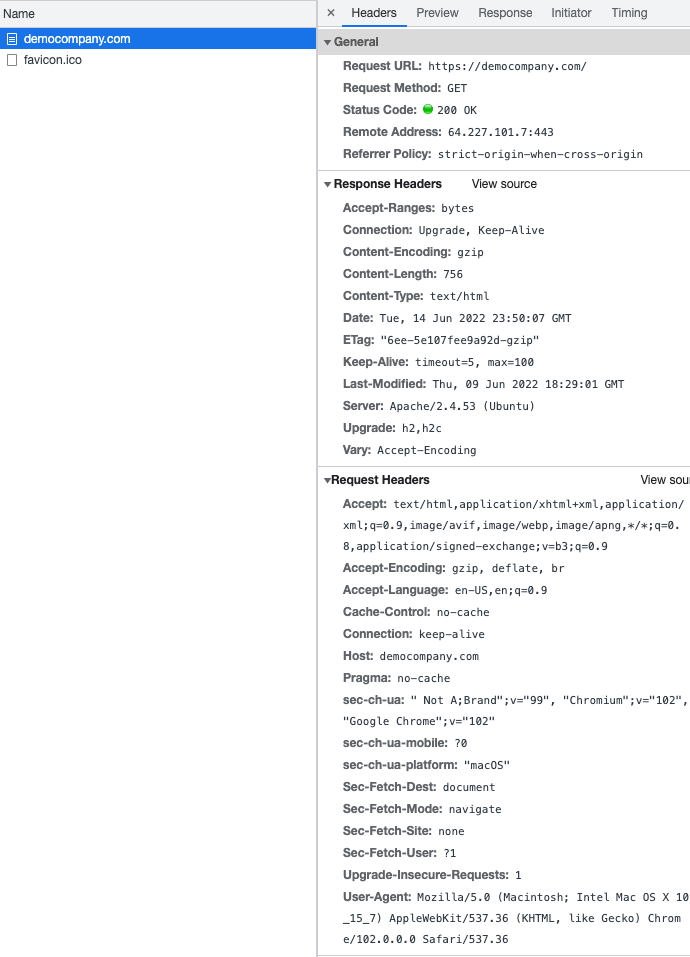 Name
democompany.com
favicon.ico
× Headers Preview Response Initiator Timing
General
Request URL: https://democompany.com/
Request Method: GET
Status Code: 200 OK
Remote Address: 64.227.101.7:443
Referrer Policy: strict-origin-when-cross-origin
Response Headers View source
Accept-Ranges: bytes
Connection: Upgrade, Keep-Alive
Content-Encoding: gzip
Content-Length: 756
Content-Type: text/html
Date: Tue, 14 Jun 2022 23:50:07 GMT
ETag: "6ee-5e107fee9a92d-gzip"
Keep-Alive: timeout=5, max=100
Last-Modified: Thu, 09 Jun 2022 18:29:01 GMT
Server: Apache/2.4.53 (Ubuntu)
Upgrade: h2,h2c
Vary: Accept-Encoding
Request Headers View sour
Accept: text/html,application/xhtml+xml,application/
xml;q=0.9,image/avif,image/webp,image/apng,*/*;q=0.
8,application/signed-exchange;v=b3;q=0.9
Accept-Encoding: gzip, deflate, br
Accept-Language: en-US,en;q=0.9
Cache-Control: no-cache
Connection: keep-alive
Host: democompany.com
Pragma: no-cache
sec-ch-ua: " Not A;Brand";v="99", "Chromium";v="102",
"Google Chrome";v="102"
sec-ch-ua-mobile: ?0
sec-ch-ua-platform: "macOS"
Sec-Fetch-Dest: document
Sec-Fetch-Mode: navigate
Sec-Fetch-Site: none
Sec-Fetch-User: ?1
Upgrade-Insecure-Requests: 1
User-Agent: Mozilla/5.0 (Macintosh; Intel Mac OS X 10
_15_7) AppleWebKit/537.36 (KHTML, like Gecko) Chrom
e/102.0.0.0 Safari/537.36